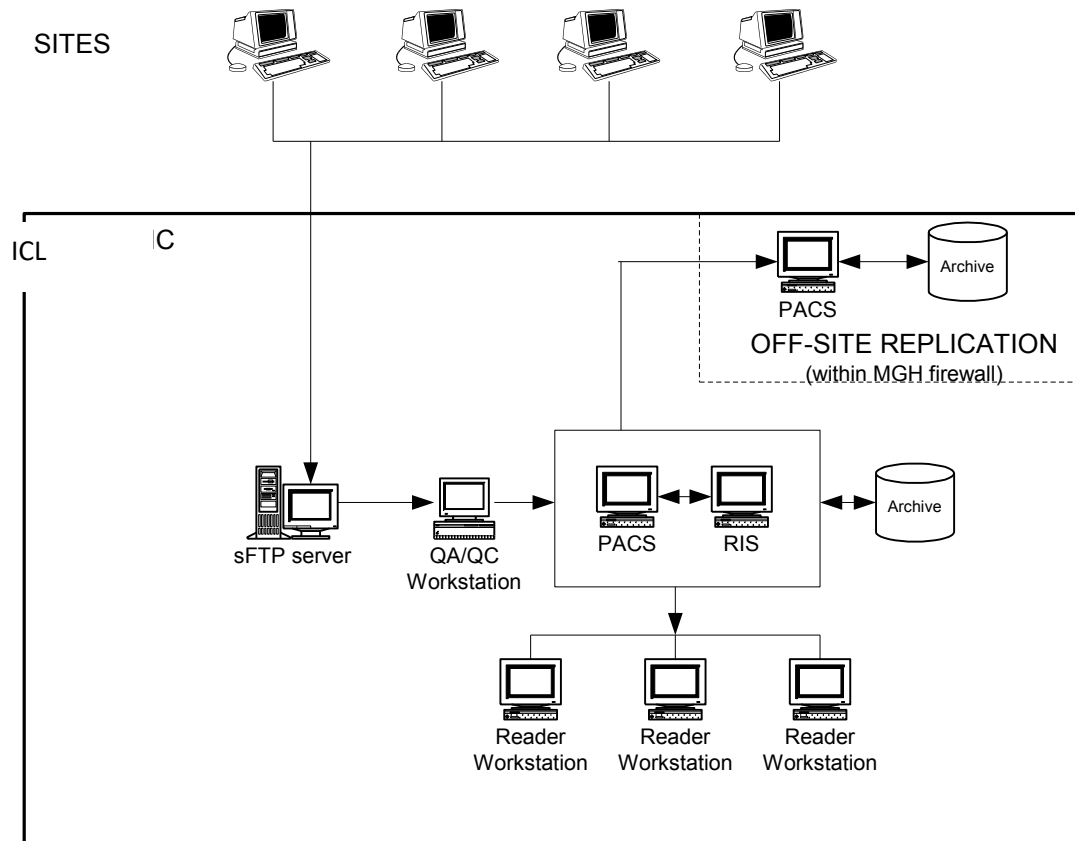 SITES
ICL
C
Archive
PACS
OFF-SITE REPLICATION
(within MGH firewall)
sFTP server
QA/QC
Workstation
PACS
RIS
Archive
Reader
Workstation
Reader
Workstation
Reader
Workstation